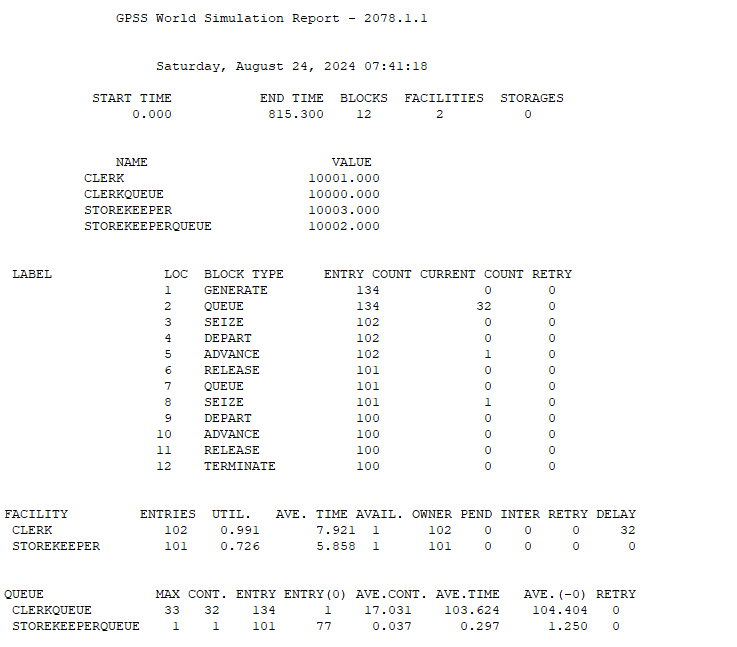 GPSS World Simulation Report - 2078.1.1
Saturday, August 24, 2024 07:41:18
START TIME END TIME BLOCKS FACILITIES STORAGES
0.000 815.300 12 2 0
NAME VALUE
CLERK 10001.000
CLERKQUEUE 10000.000
STOREKEEPER 10003.000
STOREKEEPERQUEUE 10002.000
LABEL LOC BLOCK TYPE ENTRY COUNT CURRENT COUNT RETRY
1 GENERATE 134 0 0
2 QUEUE 134 32 0
3 SEIZE 102 0 0
4 DEPART 102 0 0
5 ADVANCE 102 1 0
6 RELEASE 101 0 0
7 QUEUE 101 0 0
8 SEIZE 101 1 0
9 DEPART 100 0 0
10 ADVANCE 100 0 0
11 RELEASE 100 0 0
12 TERMINATE 100 0 0
FACILITY ENTRIES UTIL. AVE. TIME AVAIL. OWNER PEND INTER RETRY DELAY
CLERK 102 0.991 7.921 1 102 0 0 0 32
STOREKEEPER 101 0.726 5.858 1 101 0 0 0 0
QUEUE MAX CONT. ENTRY ENTRY(0) AVE.CONT. AVE.TIME AVE.(-0) RETRY
CLERKQUEUE 33 32 134 1 17.031 103.624 104.404 0
STOREKEEPERQUEUE 1 1 101 77 0.037 0.297 1.250 0